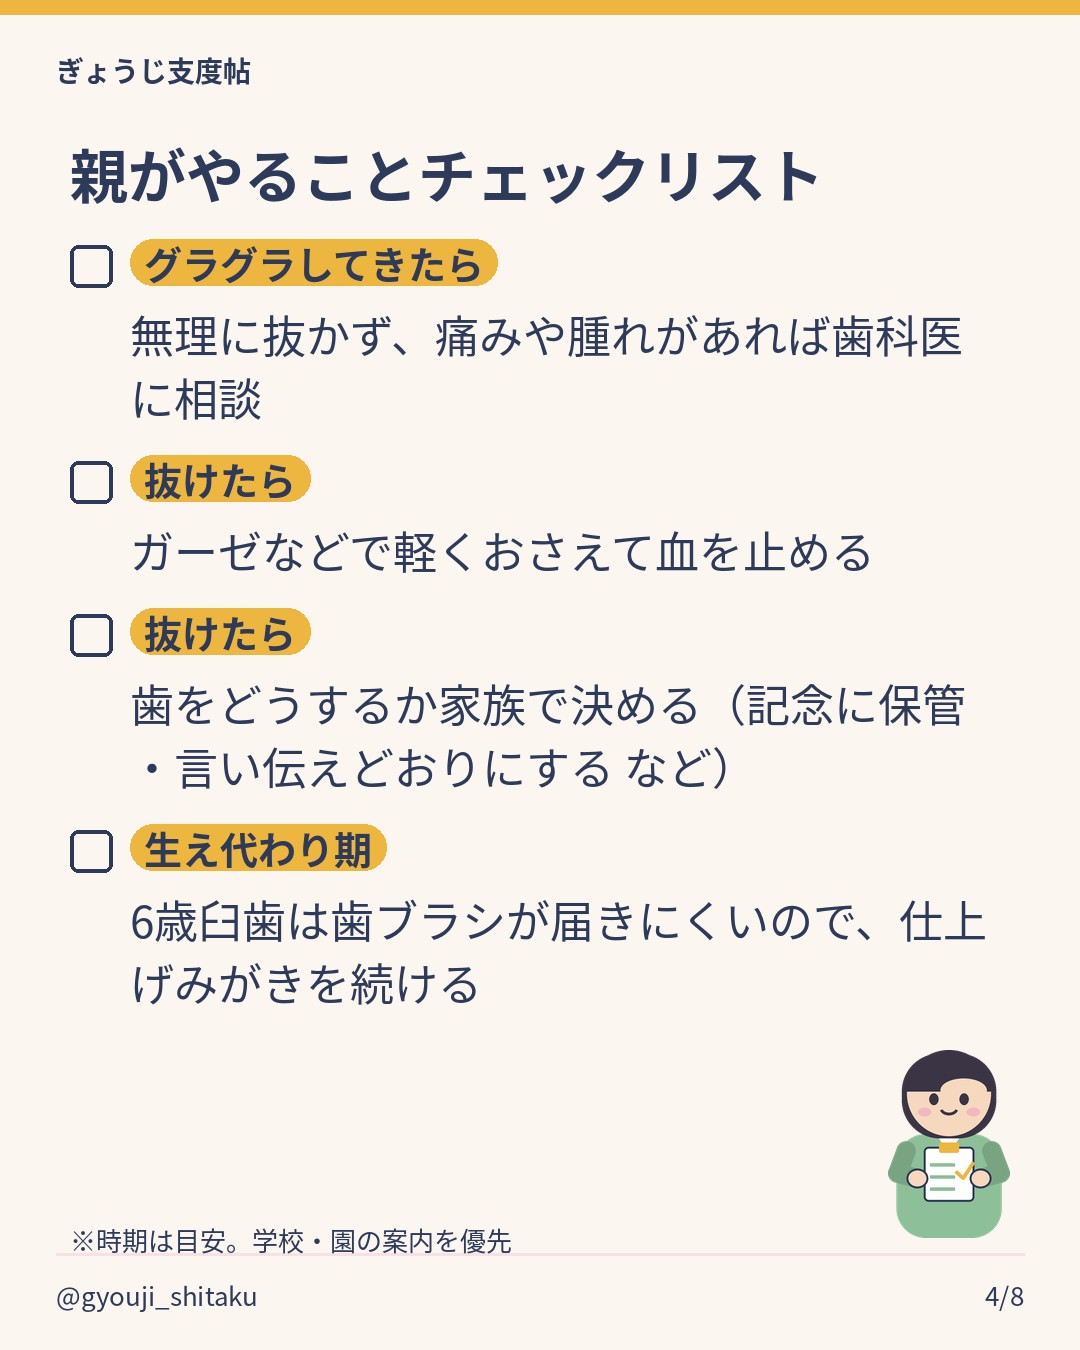 ぎょうじ支度帖
親がやることチェックリスト
グラグラしてきたら
無理に抜かず、痛みや腫れがあれば歯科医
に相談
抜けたら
ガーゼなどで軽くおさえて血を止める
抜けたら
歯をどうするか家族で決める（記念に保管
・言い伝えどおりにする など）
生え代わり期
6歳臼歯は歯ブラシが届きにくいので、仕上
げみがきを続ける
※時期は目安。学校・園の案内を優先
@gyouji_shitaku
4/8